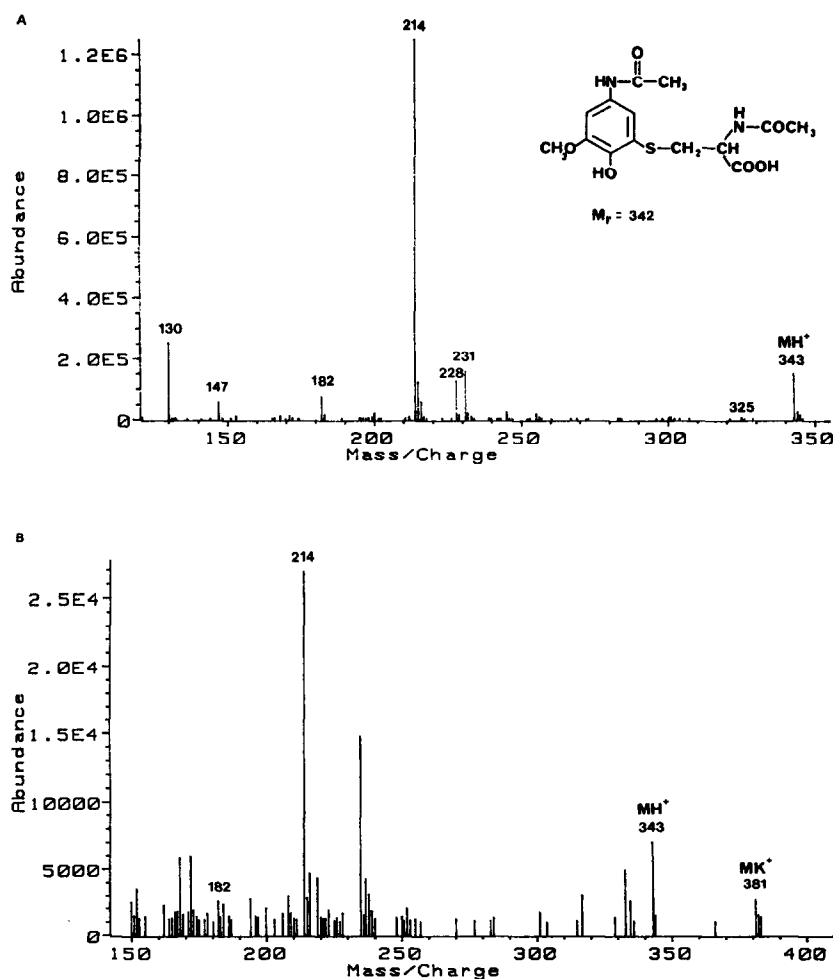 A
214
1.2E6
1.0E6
8.0E5
6.0E5
4.0E5
2.0E5
0
Abundance
130
147
182
228
231
325
MH+
343
150
200
250
300
350
Mass/Charge
O
HN–C–CH3
H
N–COCH3
CH3O
S–CH2–CH
HO
COOH
Mr = 342
B
214
2.5E4
2.0E4
1.5E4
10000
5000
0
Abundance
182
MH+
343
MK+
381
150
200
250
300
350
400
Mass/Charge